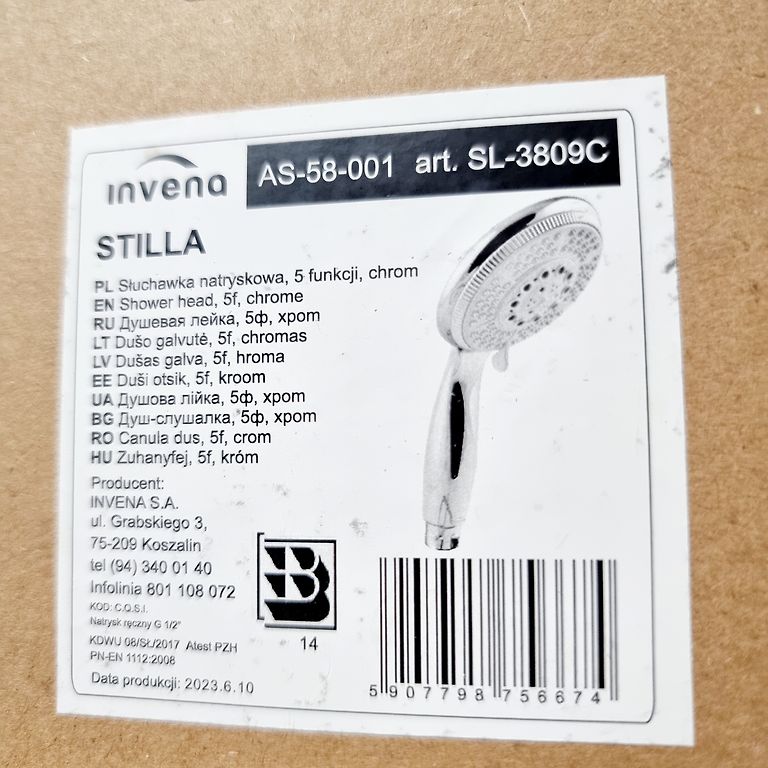 invena
AS-58-001 art. SL-3809C
STILLA
PL Słuchawka natryskowa, 5 funkcji, chrom
EN Shower head, 5f, chrome
RU Душевая лейка, 5ф, хром
LT Dušo galvutė, 5f, chromas
LV Dušas galva, 5f, hroma
EE Duši otsik, 5f, kroom
UA Душова лійка, 5ф, хром
BG Душ-слушалка, 5ф, хром
RO Canula dus, 5f, crom
HU Zuhanyfej, 5f, króm
Producent:
INVENA S.A.
ul. Grabskiego 3,
75-209 Koszalin
tel (94) 340 01 40
Infolinia 801 108 072
KOD: C.Q.S.I.
Natrysk ręczny G 1/2"
KDWU 08/SŁ/2017 Atest PZH
PN-EN 1112:2008
Data produkcji: 2023.6.10
B
14
5907798756674